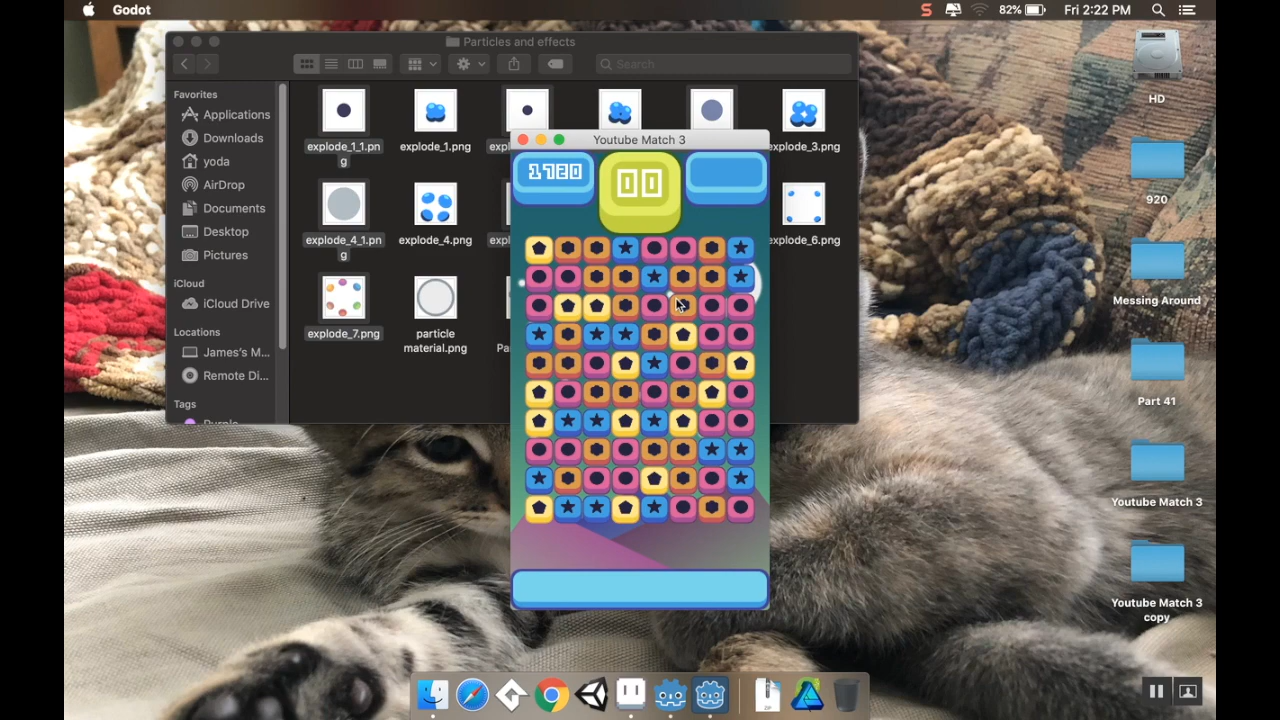 Godot
82%
Fri 2:22 PM
Particles and effects
Search
Favorites
Applications
Downloads
yoda
AirDrop
Documents
Desktop
Pictures
iCloud
iCloud Drive
Locations
James's M...
Remote Di...
Tags
explode_1_1.pn
g
explode_1.png
explode_3.png
explode_4_1.pn
g
explode_4.png
explode_6.png
explode_7.png
particle
material.png
Youtube Match 3
1720
00
HD
920
Messing Around
Part 41
Youtube Match 3
Youtube Match 3
copy
ZIP